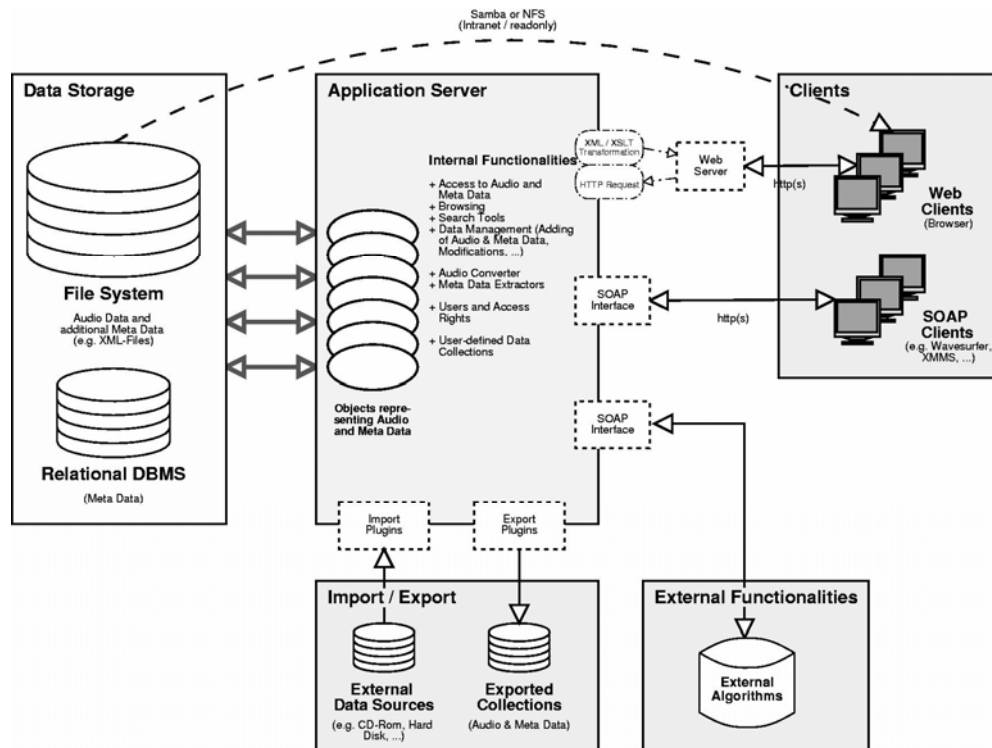 Samba or NFS
(Intranet / readonly)
Data Storage
File System
Audio Data and
additional Meta Data
(e.g. XML-Files)
Relational DBMS
(Meta Data)
Application Server
Internal Functionalities
+ Access to Audio and
Meta Data
+ Browsing
+ Search Tools
+ Data Management (Adding
of Audio & Meta Data,
Modifications, ...)
+ Audio Converter
+ Meta Data Extractors
+ Users and Access
Rights
+ User-defined Data
Collections
Objects repre-
senting Audio
and Meta Data
XML / XSLT
Transformation
HTTP Request
Web
Server
http(s)
SOAP
Interface
http(s)
SOAP
Interface
Clients
Web
Clients
(Browser)
SOAP
Clients
(e.g. Wavesurfer,
XMMS, ...)
Import
Plugins
Export
Plugins
Import / Export
External
Data Sources
(e.g. CD-Rom, Hard
Disk, ...)
Exported
Collections
(Audio & Meta Data)
External Functionalities
External
Algorithms